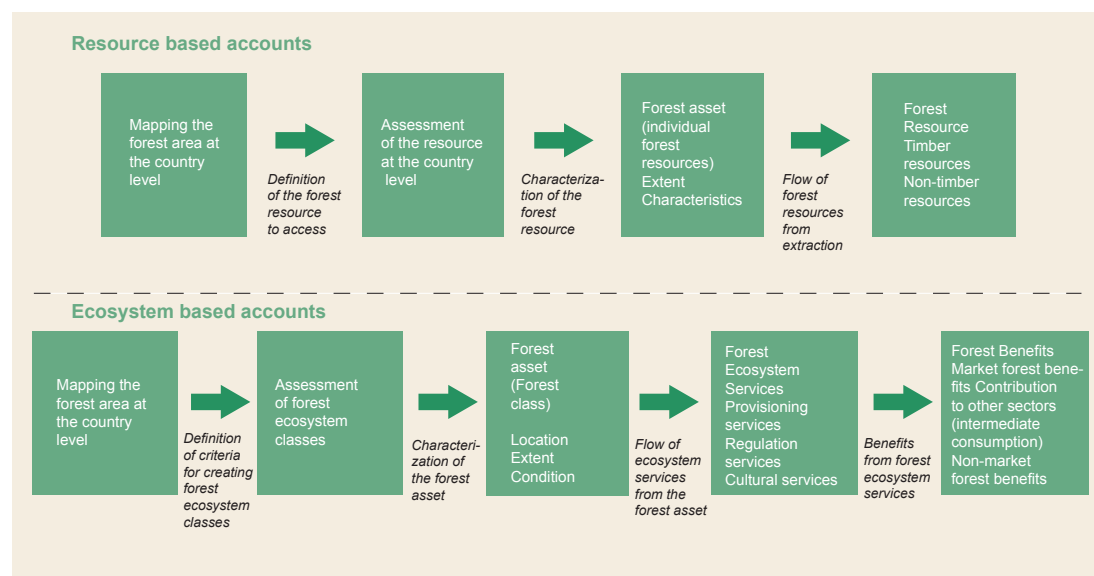 Resource based accounts
Mapping the
forest area at
the country
level
Definition
of the forest
resource
to access
Assessment
of the resource
at the country
level
Characteriza-
tion of the
forest
resource
Forest asset
(individual
forest
resources)
Extent
Characteristics
Flow of
forest
resources
from
extraction
Forest
Resource
Timber
resources
Non-timber
resources
Ecosystem based accounts
Mapping the
forest area at
the country
level
Definition
of criteria
for creating
forest
ecosystem
classes
Assessment
of forest
ecosystem
classes
Characteri-
zation of
the forest
asset
Forest
asset
(Forest
class)
Location
Extent
Condition
Flow of
ecosystem
services
from the
forest asset
Forest
Ecosystem
Services
Provisioning
services
Regulation
services
Cultural services
Benefits
from forest
ecosystem
services
Forest Benefits
Market forest bene-
fits Contribution
to other sectors
(intermediate
consumption)
Non-market
forest benefits